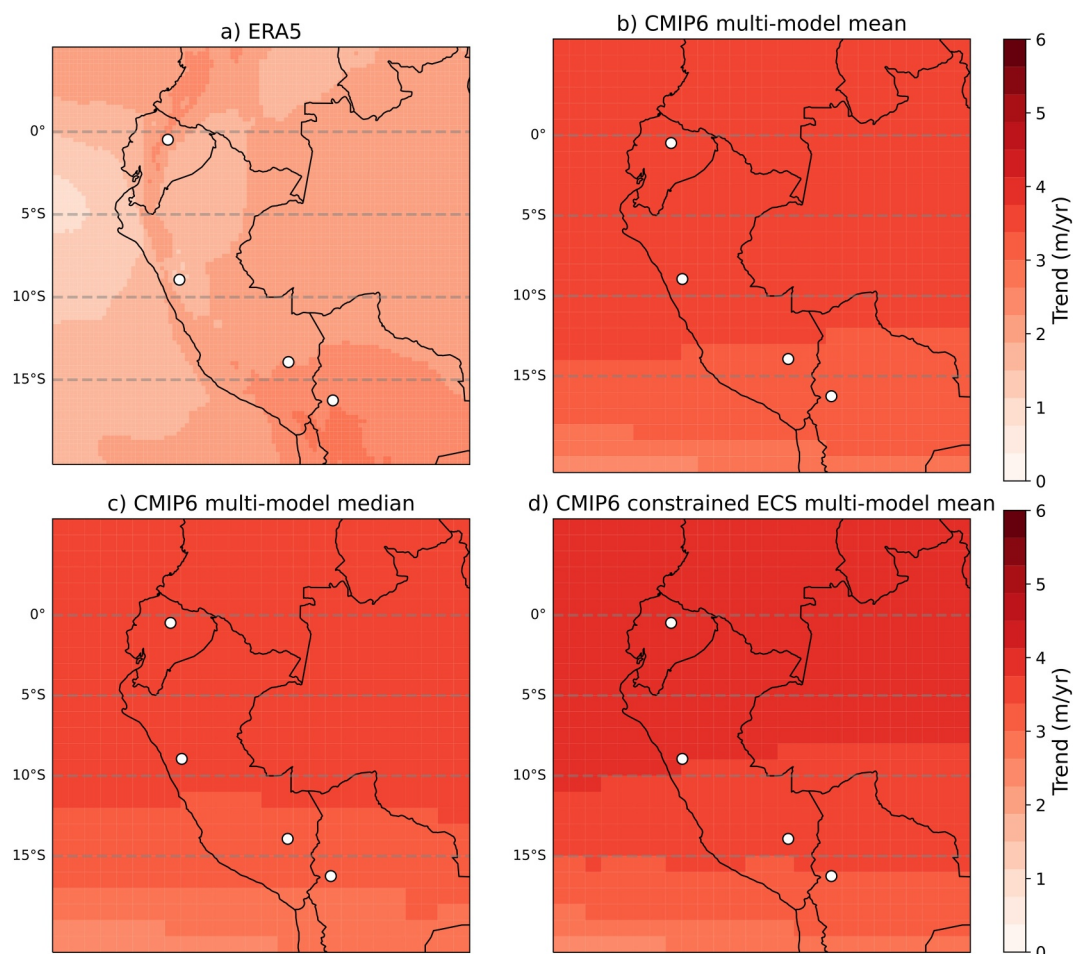 a) ERA5
b) CMIP6 multi-model mean
0°
5°S
10°S
15°S
0°
5°S
10°S
15°S
6
5
4
3
2
1
0
Trend (m/yr)
c) CMIP6 multi-model median
d) CMIP6 constrained ECS multi-model mean
0°
5°S
10°S
15°S
0°
5°S
10°S
15°S
6
5
4
3
2
1
0
Trend (m/yr)